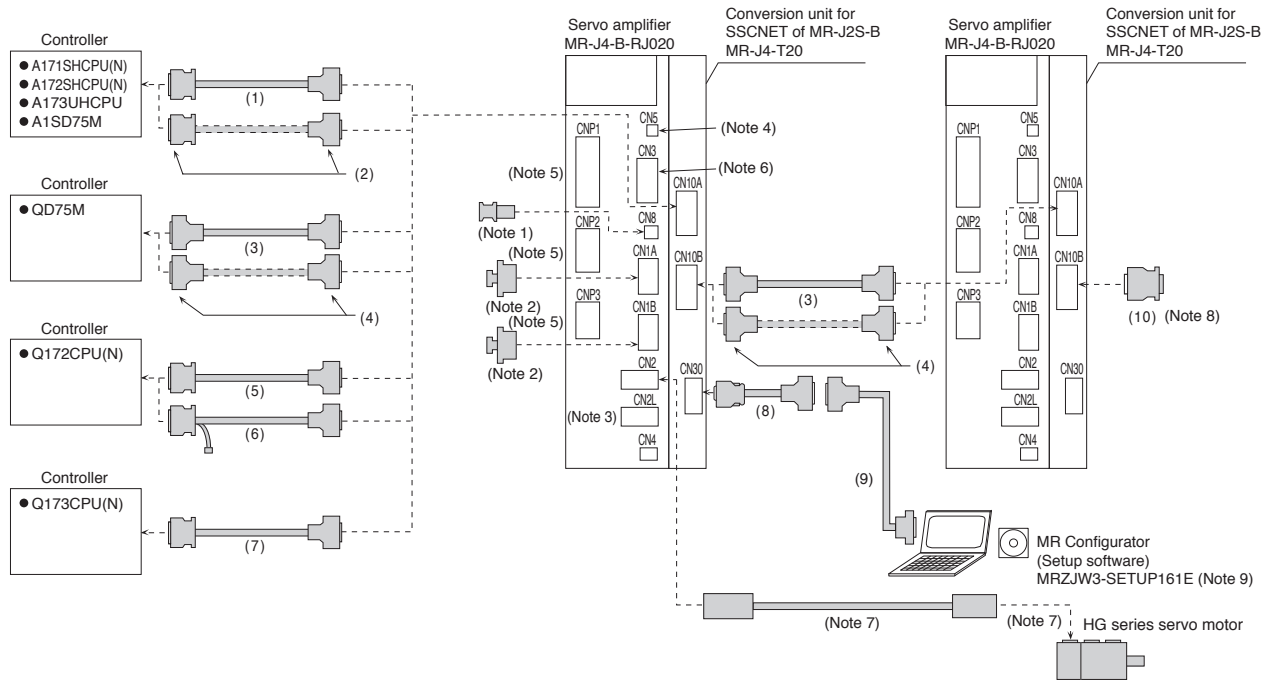 Controller
● A171SHCPU(N)
● A172SHCPU(N)
● A173UHCPU
● A1SD75M
(1)
(2)
Controller
● QD75M
(3)
(4)
Controller
● Q172CPU(N)
(5)
(6)
Controller
● Q173CPU(N)
(7)
Servo amplifier
MR-J4-B-RJ020
Conversion unit for
SSCNET of MR-J2S-B
MR-J4-T20
CNP1
CN5
(Note 4)
CN3
(Note 6)
(Note 5)
CN10A
(Note 1)
CNP2
CN8
(Note 5)
CN1A
CN10B
(Note 2)
(Note 5)
CNP3
CN1B
(Note 2)
CN2
CN30
(Note 3)
CN2L
CN4
(3)
(4)
(8)
(9)
Servo amplifier
MR-J4-B-RJ020
Conversion unit for
SSCNET of MR-J2S-B
MR-J4-T20
CNP1
CN5
CN3
CN10A
CNP2
CN8
CN1A
CN10B
CNP3
CN1B
(10) (Note 8)
CN2
CN30
CN2L
CN4
MR Configurator
(Setup software)
MRZJW3-SETUP161E (Note 9)
(Note 7)
(Note 7)
HG series servo motor